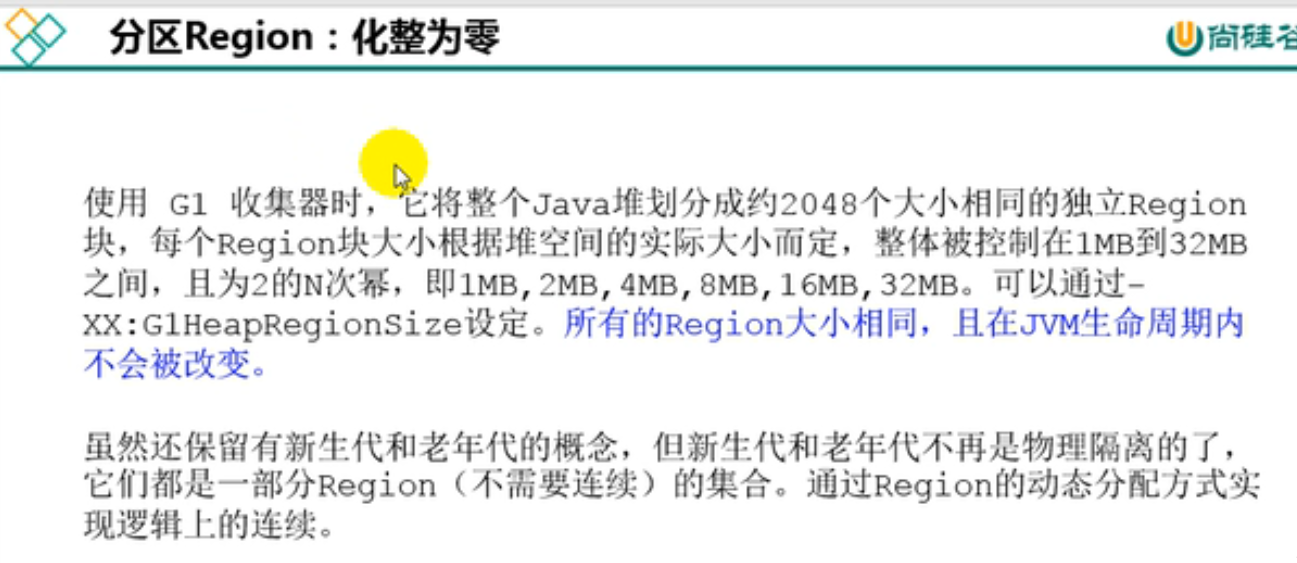 分区Region：化整为零
尚硅谷
使用 G1 收集器时，它将整个Java堆划分成约2048个大小相同的独立Region
块，每个Region块大小根据堆空间的实际大小而定，整体被控制在1MB到32MB
之间，且为2的N次幂，即1MB,2MB,4MB,8MB,16MB,32MB。可以通过-
XX:G1HeapRegionSize设定。所有的Region大小相同，且在JVM生命周期内
不会被改变。
虽然还保留有新生代和老年代的概念，但新生代和老年代不再是物理隔离的了，
它们都是一部分Region（不需要连续）的集合。通过Region的动态分配方式实
现逻辑上的连续。